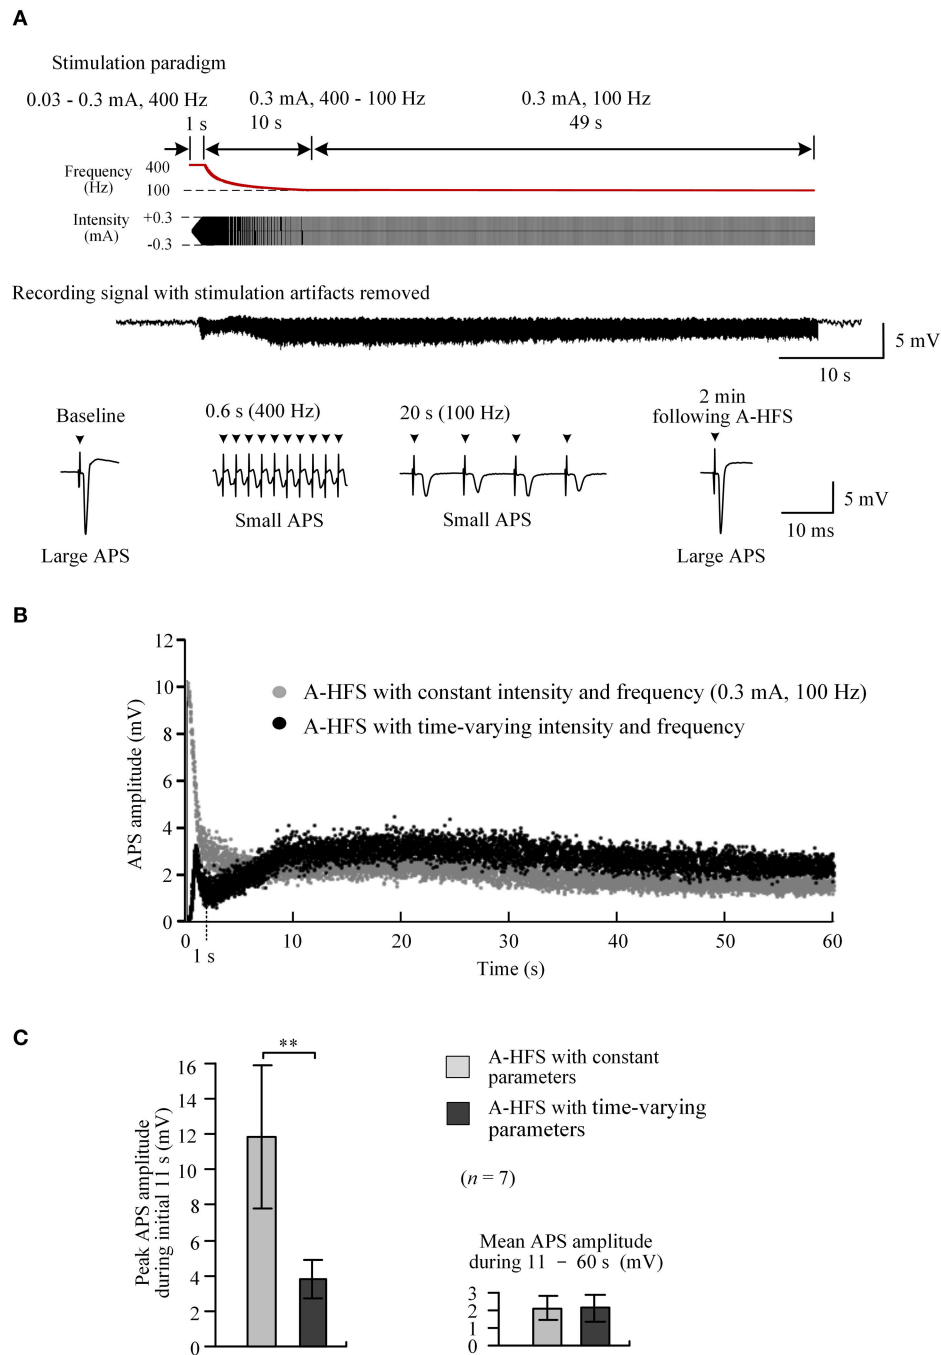 A
Stimulation paradigm
0.03 - 0.3 mA, 400 Hz
0.3 mA, 400 - 100 Hz
0.3 mA, 100 Hz
1 s
10 s
49 s
Frequency
(Hz)
400
100
Intensity
(mA)
+0.3
-0.3
Recording signal with stimulation artifacts removed
5 mV
10 s
Baseline
0.6 s (400 Hz)
20 s (100 Hz)
2 min
following A-HFS
Large APS
Small APS
Small APS
Large APS
5 mV
10 ms
B
APS amplitude (mV)
12
10
8
6
4
2
0
A-HFS with constant intensity and frequency (0.3 mA, 100 Hz)
A-HFS with time-varying intensity and frequency
0
10
20
30
40
50
60
1 s
Time (s)
C
Peak APS amplitude
during initial 11 s (mV)
16
14
12
10
8
6
4
2
0
**
A-HFS with constant
parameters
A-HFS with time-varying
parameters
(n = 7)
Mean APS amplitude
during 11 – 60 s (mV)
3
2
1
0